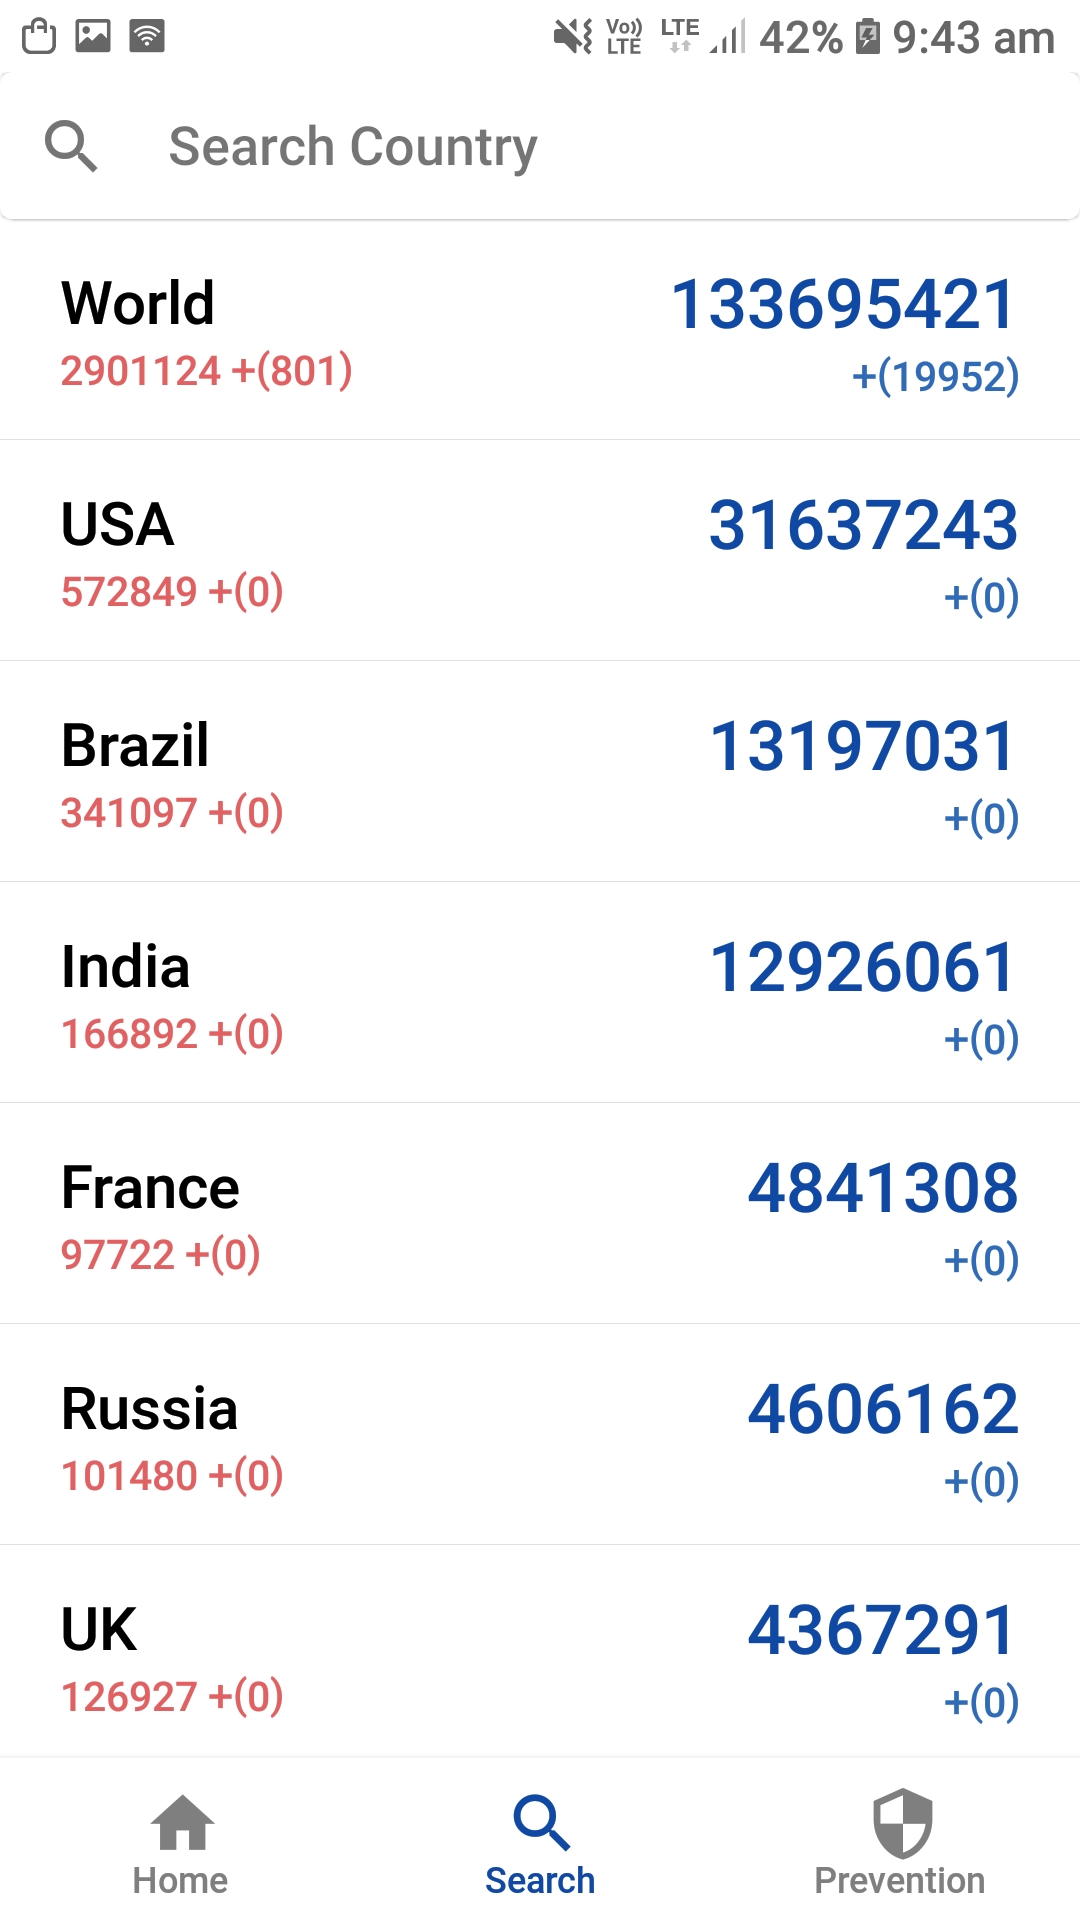 Vo)) LTE LTE 42% 9:43 am
Search Country
World 133695421
2901124 +(801) +(19952)
USA 31637243
572849 +(0) +(0)
Brazil 13197031
341097 +(0) +(0)
India 12926061
166892 +(0) +(0)
France 4841308
97722 +(0) +(0)
Russia 4606162
101480 +(0) +(0)
UK 4367291
126927 +(0) +(0)
Home Search Prevention